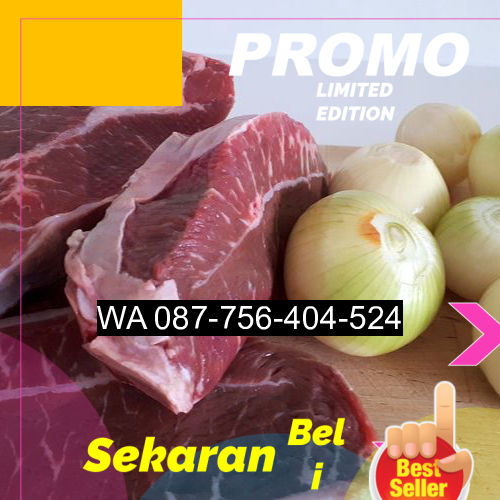 PROMO
LIMITED
EDITION
WA 087-756-404-524
Sekaran
Bel
i
Best
Seller